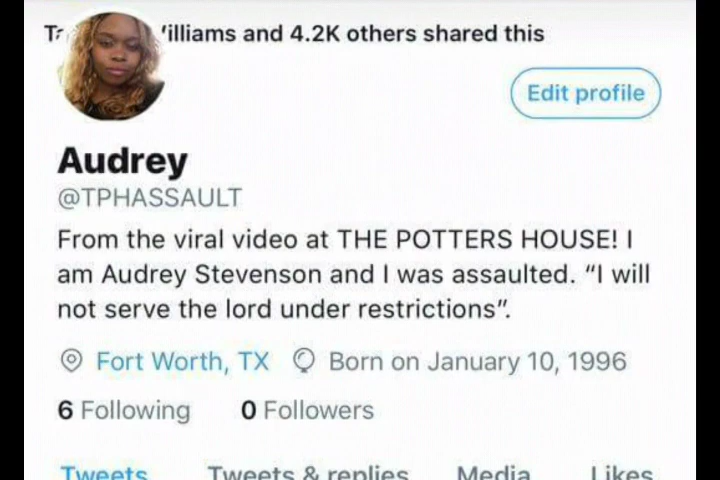 'illiams and 4.2K others shared this
Edit profile
Audrey
@TPHASSAULT
From the viral video at THE POTTERS HOUSE! I
am Audrey Stevenson and I was assaulted. “I will
not serve the lord under restrictions”.
Fort Worth, TX Born on January 10, 1996
6 Following 0 Followers
Tweets Tweets & replies Media Likes